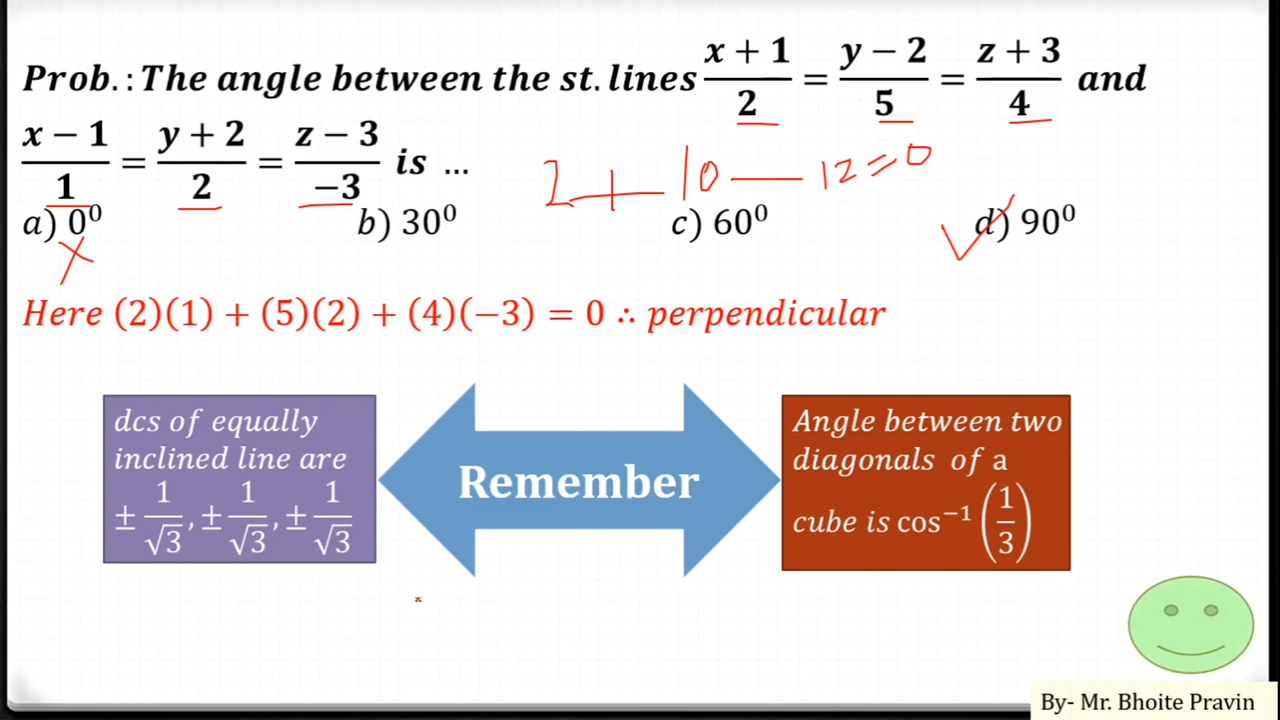 Prob.: The angle between the st. lines (x + 1)/2 = (y − 2)/5 = (z + 3)/4 and
(x − 1)/1 = (y + 2)/2 = (z − 3)/−3 is ...
2 + 10 — 12 = 0
a) 0⁰ b) 30⁰ c) 60⁰ d) 90⁰
Here (2)(1) + (5)(2) + (4)(−3) = 0 ∴ perpendicular
dcs of equally
inclined line are
± 1/√3, ± 1/√3, ± 1/√3
Remember
Angle between two
diagonals of a
cube is cos⁻¹ (1/3)
By- Mr. Bhoite Pravin